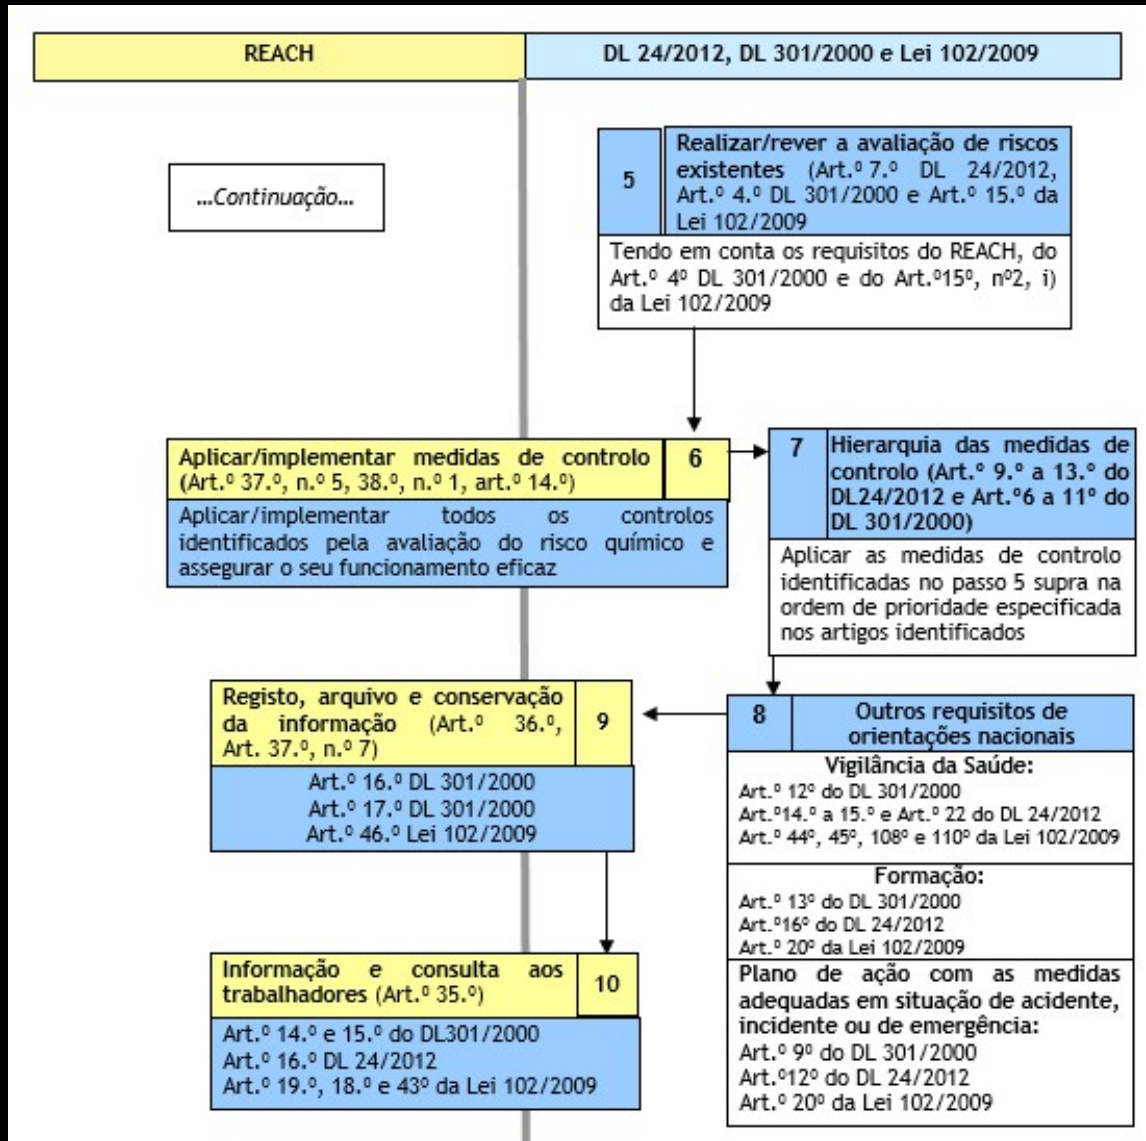 REACH
DL 24/2012, DL 301/2000 e Lei 102/2009
...Continuação...
5
Realizar/rever a avaliação de riscos
existentes (Art.º 7.º DL 24/2012,
Art.º 4.º DL 301/2000 e Art.º 15.º da
Lei 102/2009
Tendo em conta os requisitos do REACH, do
Art.º 4º DL 301/2000 e do Art.º15º, nº2, i)
da Lei 102/2009
Aplicar/implementar medidas de controlo
(Art.º 37.º, n.º 5, 38.º, n.º 1, art.º 14.º)
6
Aplicar/implementar todos os controlos
identificados pela avaliação do risco químico e
assegurar o seu funcionamento eficaz
7
Hierarquia das medidas de
controlo (Art.º 9.º a 13.º do
DL24/2012 e Art.º6 a 11º do
DL 301/2000)
Aplicar as medidas de controlo
identificadas no passo 5 supra na
ordem de prioridade especificada
nos artigos identificados
8
Outros requisitos de
orientações nacionais
Vigilância da Saúde:
Art.º 12º do DL 301/2000
Art.º14.º a 15.º e Art.º 22 do DL 24/2012
Art.º 44º, 45º, 108º e 110º da Lei 102/2009
Formação:
Art.º 13º do DL 301/2000
Art.º16º do DL 24/2012
Art.º 20º da Lei 102/2009
Plano de ação com as medidas
adequadas em situação de acidente,
incidente ou de emergência:
Art.º 9º do DL 301/2000
Art.º12º do DL 24/2012
Art.º 20º da Lei 102/2009
Registo, arquivo e conservação
da informação (Art.º 36.º,
Art. 37.º, n.º 7)
9
Art.º 16.º DL 301/2000
Art.º 17.º DL 301/2000
Art.º 46.º Lei 102/2009
Informação e consulta aos
trabalhadores (Art.º 35.º)
10
Art.º 14.º e 15.º do DL301/2000
Art.º 16.º DL 24/2012
Art.º 19.º, 18.º e 43º da Lei 102/2009